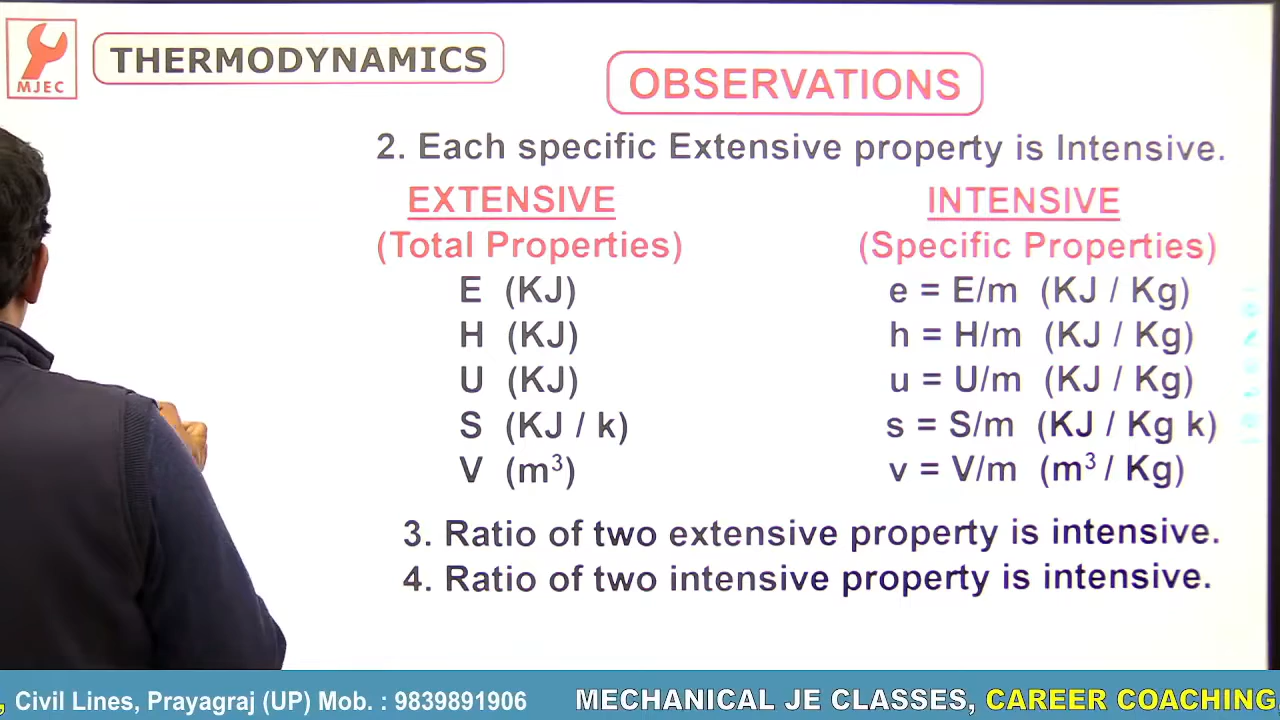 MJEC
THERMODYNAMICS
OBSERVATIONS
2. Each specific Extensive property is Intensive.
EXTENSIVE INTENSIVE
(Total Properties) (Specific Properties)
E (KJ) e = E/m (KJ / Kg)
H (KJ) h = H/m (KJ / Kg)
U (KJ) u = U/m (KJ / Kg)
S (KJ / k) s = S/m (KJ / Kg k)
V (m³) v = V/m (m³ / Kg)
3. Ratio of two extensive property is intensive.
4. Ratio of two intensive property is intensive.
, Civil Lines, Prayagraj (UP) Mob. : 9839891906 MECHANICAL JE CLASSES, CAREER COACHING,